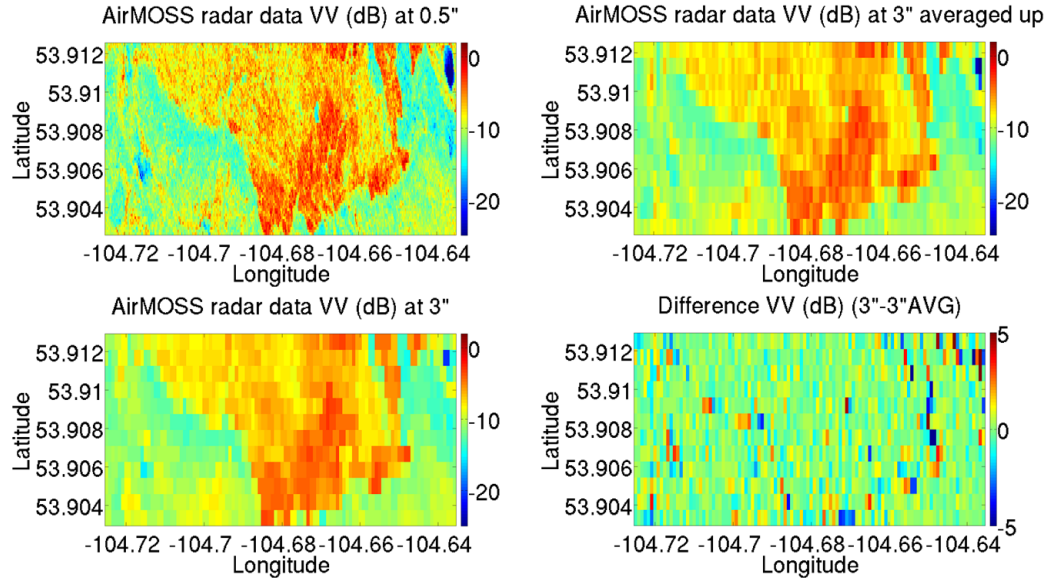 AirMOSS radar data VV (dB) at 0.5"
53.912
53.91
53.908
53.906
53.904
Latitude
-104.72 -104.7 -104.68 -104.66 -104.64
Longitude
0
-10
-20
AirMOSS radar data VV (dB) at 3" averaged up
53.912
53.91
53.908
53.906
53.904
Latitude
-104.72 -104.7 -104.68 -104.66 -104.64
Longitude
0
-10
-20
AirMOSS radar data VV (dB) at 3"
53.912
53.91
53.908
53.906
53.904
Latitude
-104.72 -104.7 -104.68 -104.66 -104.64
Longitude
0
-10
-20
Difference VV (dB) (3"-3"AVG)
53.912
53.91
53.908
53.906
53.904
Latitude
-104.72 -104.7 -104.68 -104.66 -104.64
Longitude
5
0
-5